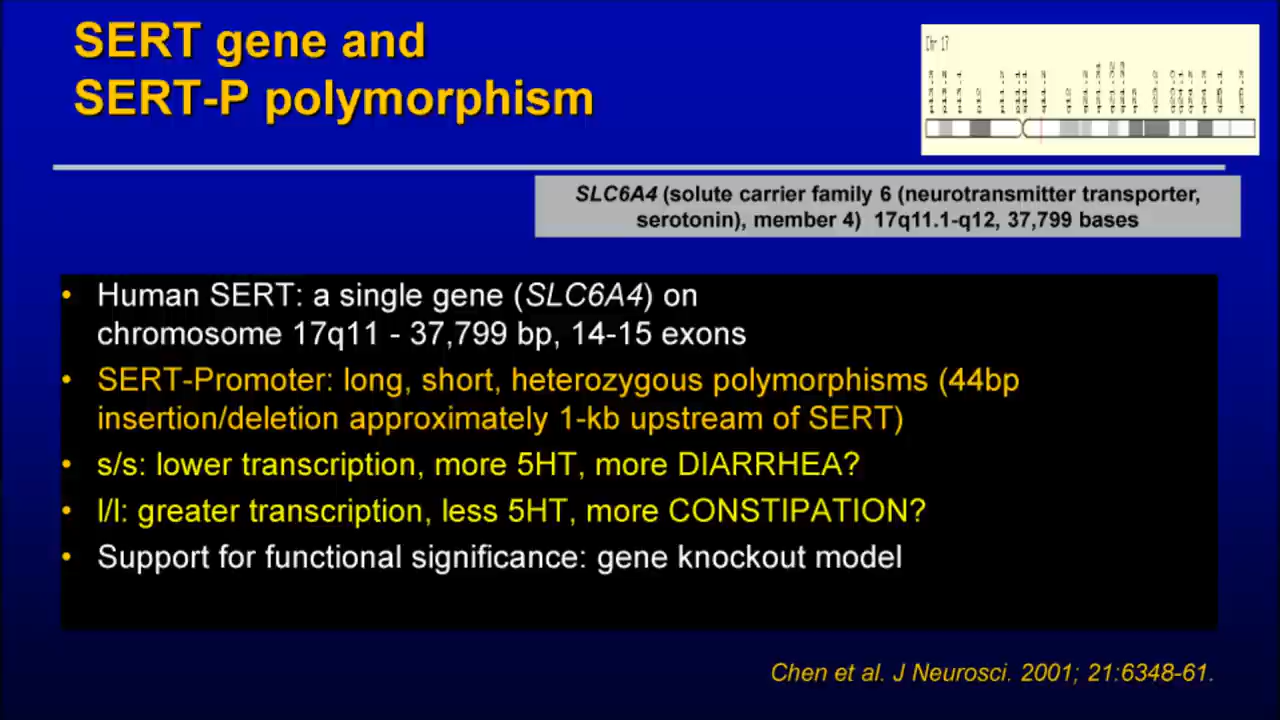 SERT gene and
SERT-P polymorphism
Chr 17
SLC6A4 (solute carrier family 6 (neurotransmitter transporter,
serotonin), member 4)  17q11.1-q12, 37,799 bases
• Human SERT: a single gene (SLC6A4) on
chromosome 17q11 - 37,799 bp, 14-15 exons
• SERT-Promoter: long, short, heterozygous polymorphisms (44bp
insertion/deletion approximately 1-kb upstream of SERT)
• s/s: lower transcription, more 5HT, more DIARRHEA?
• l/l: greater transcription, less 5HT, more CONSTIPATION?
• Support for functional significance: gene knockout model
Chen et al. J Neurosci. 2001; 21:6348-61.